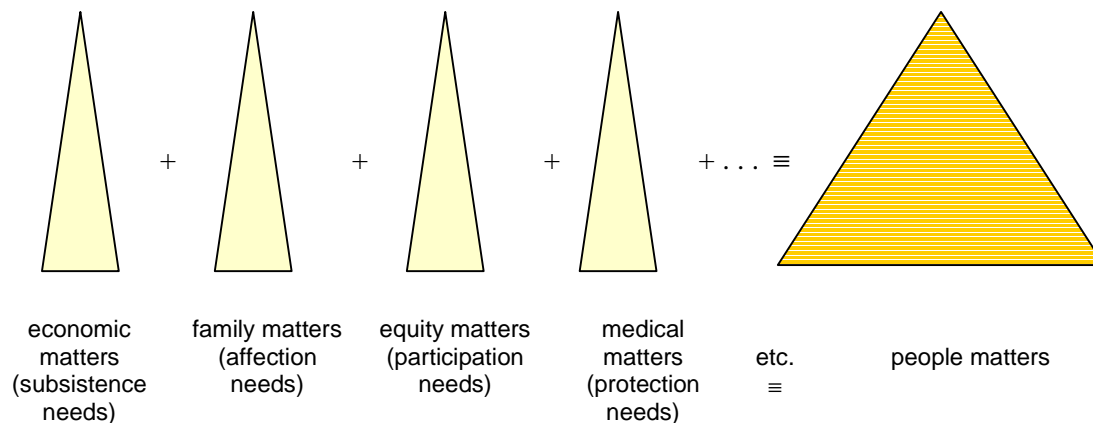 + + + + . . . ≡
economic
matters
(subsistence
needs)
family matters
(affection
needs)
equity matters
(participation
needs)
medical
matters
(protection
needs)
etc.
≡
people matters